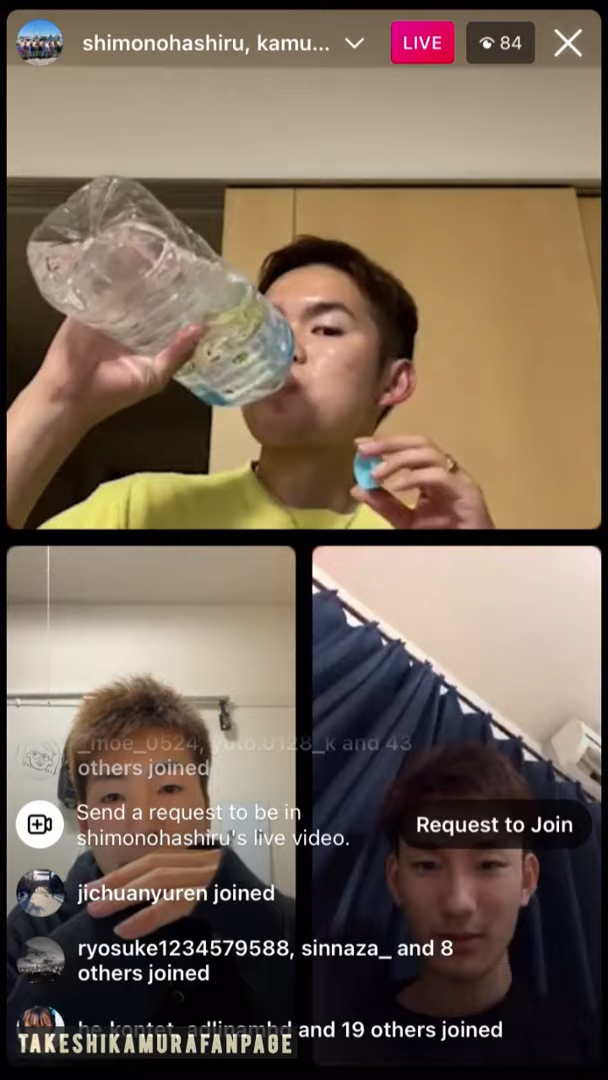 shimonohashiru, kamu...
LIVE
84
_moe_0524, yuto.0128_k and 43
others joined
Send a request to be in
shimonohashiru's live video.
Request to Join
jichuanyuren joined
ryosuke1234579588, sinnaza_ and 8
others joined
and 19 others joined
TAKESHIKAMURAFANPAGE